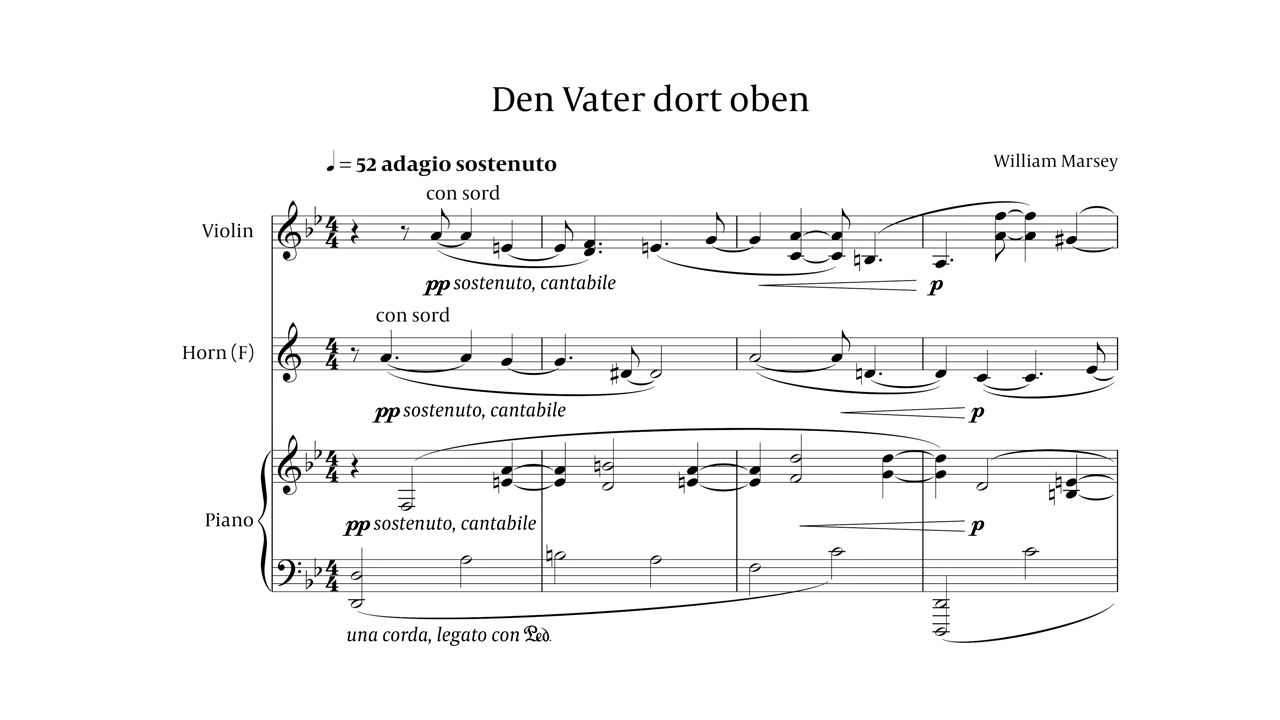 Den Vater dort oben
♩ = 52 adagio sostenuto
William Marsey
con sord
Violin
pp sostenuto, cantabile
p
con sord
Horn (F)
pp sostenuto, cantabile
p
Piano
pp sostenuto, cantabile
p
una corda, legato con Ped.